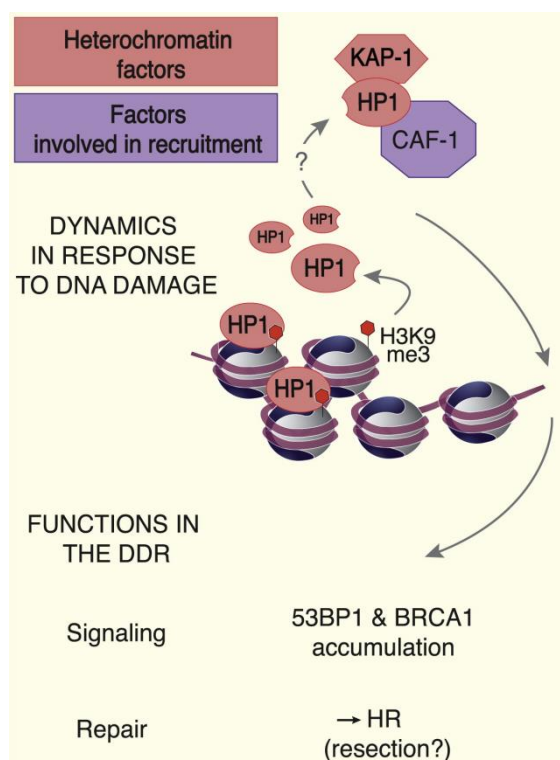 Heterochromatin
factors
Factors
involved in recruitment
KAP-1
HP1
CAF-1
?
DYNAMICS
IN RESPONSE
TO DNA DAMAGE
HP1
HP1
HP1
HP1
H3K9
me3
HP1
FUNCTIONS IN
THE DDR
Signaling
53BP1 & BRCA1
accumulation
Repair
→ HR
(resection?)